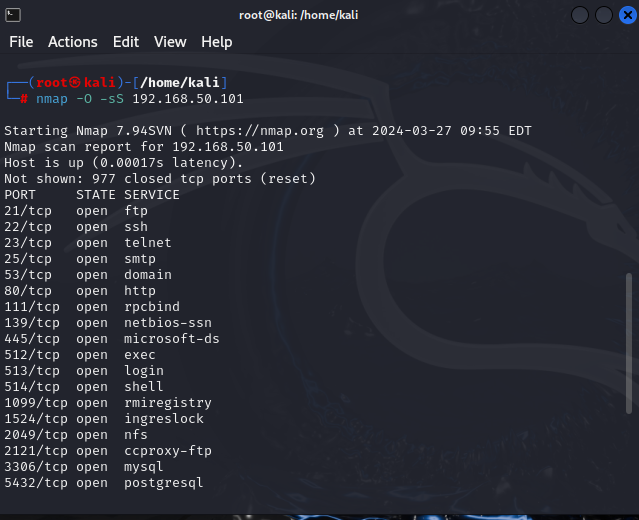 root@kali: /home/kali
File Actions Edit View Help
┌──(root㉿kali)-[/home/kali]
└─# nmap -O -sS 192.168.50.101
Starting Nmap 7.94SVN ( https://nmap.org ) at 2024-03-27 09:55 EDT
Nmap scan report for 192.168.50.101
Host is up (0.00017s latency).
Not shown: 977 closed tcp ports (reset)
PORT STATE SERVICE
21/tcp open ftp
22/tcp open ssh
23/tcp open telnet
25/tcp open smtp
53/tcp open domain
80/tcp open http
111/tcp open rpcbind
139/tcp open netbios-ssn
445/tcp open microsoft-ds
512/tcp open exec
513/tcp open login
514/tcp open shell
1099/tcp open rmiregistry
1524/tcp open ingreslock
2049/tcp open nfs
2121/tcp open ccproxy-ftp
3306/tcp open mysql
5432/tcp open postgresql